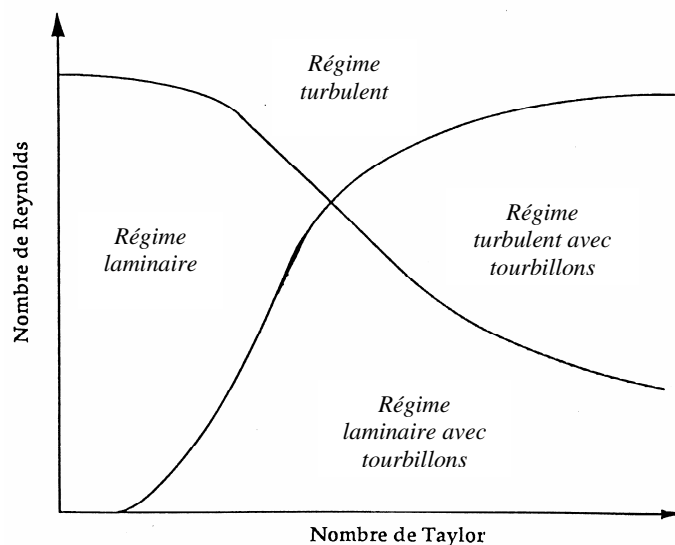 Régime
turbulent
Nombre de Reynolds
Régime
laminaire
Régime
turbulent avec
tourbillons
Régime
laminaire avec
tourbillons
Nombre de Taylor